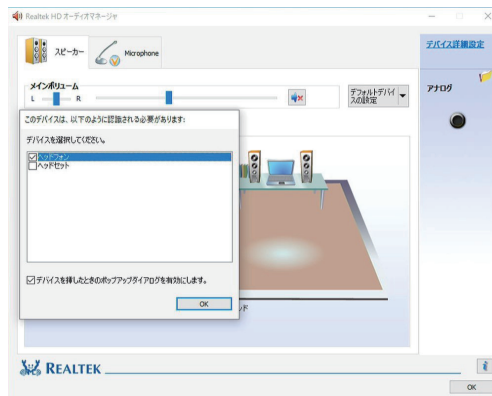 Realtek HD オーディオマネージャ
スピーカー
Microphone
デバイス詳細設定
メインボリューム
L
R
デフォルトデバイスの設定
アナログ
このデバイスは、以下のように認識される必要があります:
デバイスを選択してください。
ヘッドフォン
ヘッドセット
デバイスを挿したときのポップアップダイアログを有効にします。
OK
ド
REALTEK
OK